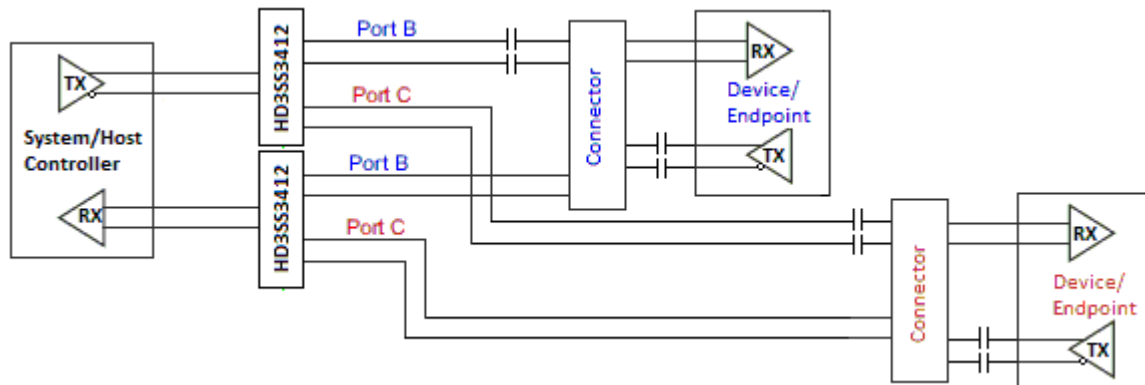 Port B
TX
HD3SS3412
Port C
System/Host
Controller
RX
HD3SS3412
Port B
Port C
Connector
RX
Device/
Endpoint
TX
Connector
RX
Device/
Endpoint
TX